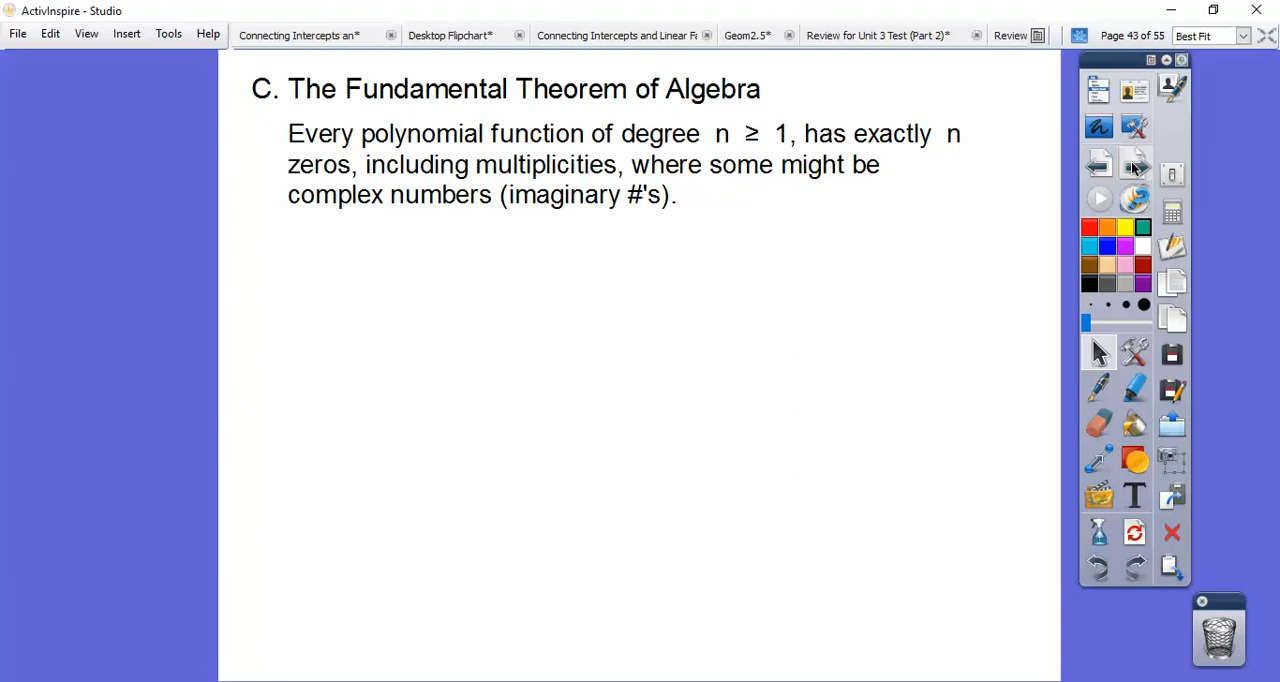 ActivInspire - Studio
File Edit View Insert Tools Help
Connecting Intercepts an* Desktop Flipchart* Connecting Intercepts and Linear Fa Geom2.5* Review for Unit 3 Test (Part 2)* Review Page 43 of 55 Best Fit
C. The Fundamental Theorem of Algebra
Every polynomial function of degree n ≥ 1, has exactly n
zeros, including multiplicities, where some might be
complex numbers (imaginary #'s).